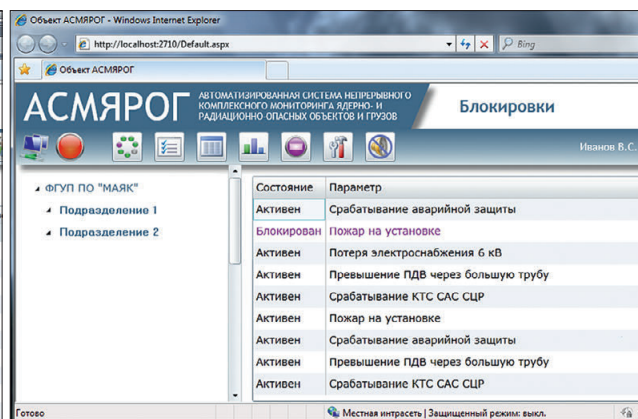 Объект АСМЯРОГ - Windows Internet Explorer
http://localhost:2710/Default.aspx
Bing
Объект АСМЯРОГ
АСМЯРОГ
АВТОМАТИЗИРОВАННАЯ СИСТЕМА НЕПРЕРЫВНОГО
КОМПЛЕКСНОГО МОНИТОРИНГА ЯДЕРНО- И
РАДИАЦИОННО ОПАСНЫХ ОБЪЕКТОВ И ГРУЗОВ
Блокировки
Иванов В.С.
ФГУП ПО "МАЯК"
Подразделение 1
Подразделение 2
Состояние Параметр
Активен Срабатывание аварийной защиты
Блокирован Пожар на установке
Активен Потеря электроснабжения 6 кВ
Активен Превышение ПДВ через большую трубу
Активен Срабатывание КТС САС СЦР
Активен Пожар на установке
Активен Срабатывание аварийной защиты
Активен Превышение ПДВ через большую трубу
Активен Срабатывание КТС САС СЦР
Готово
Местная интрасеть | Защищенный режим: выкл.